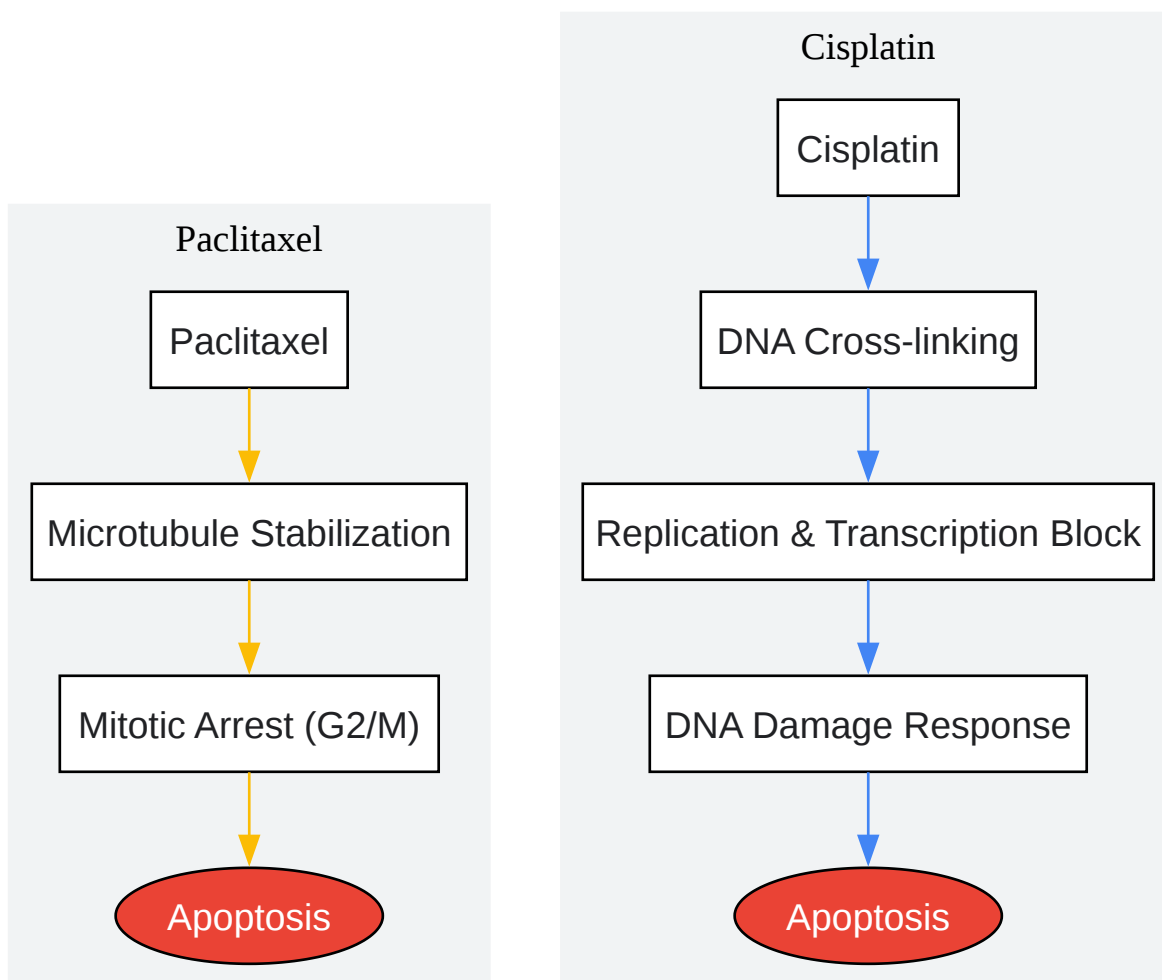 Paclitaxel
Paclitaxel
Microtubule Stabilization
Mitotic Arrest (G2/M)
Apoptosis
Cisplatin
Cisplatin
DNA Cross-linking
Replication & Transcription Block
DNA Damage Response
Apoptosis